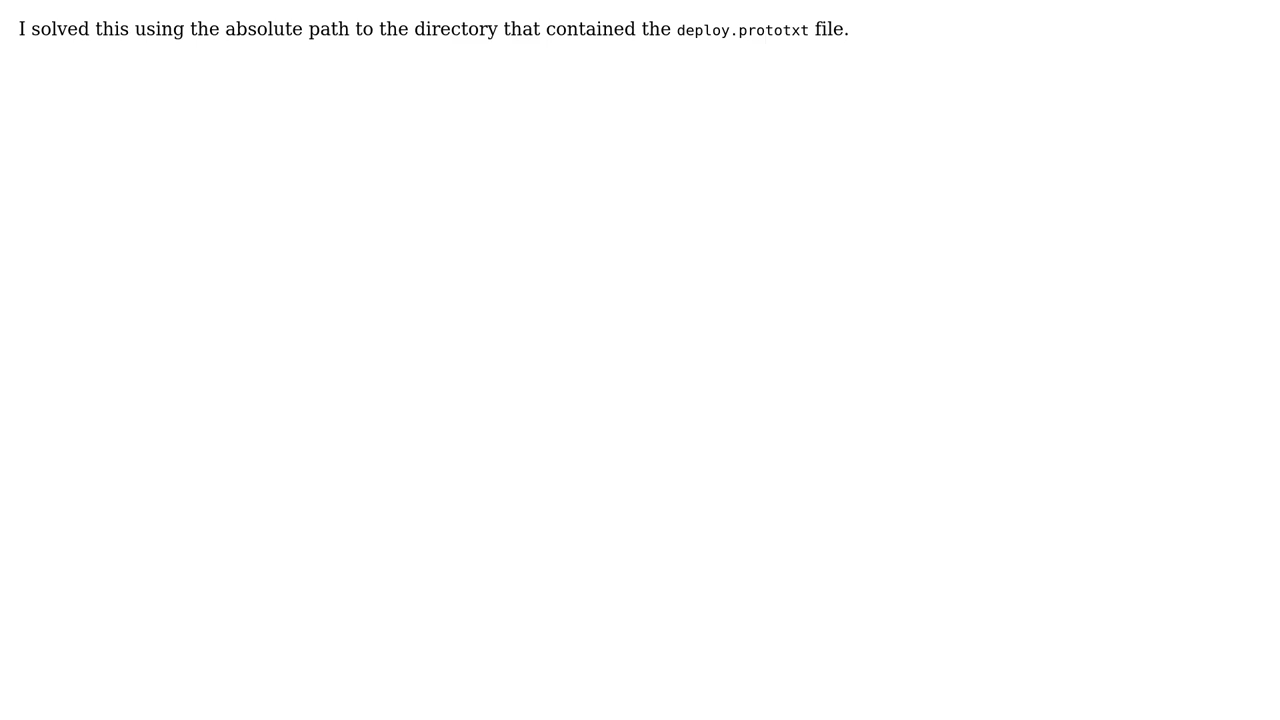 I solved this using the absolute path to the directory that contained the deploy.prototxt file.